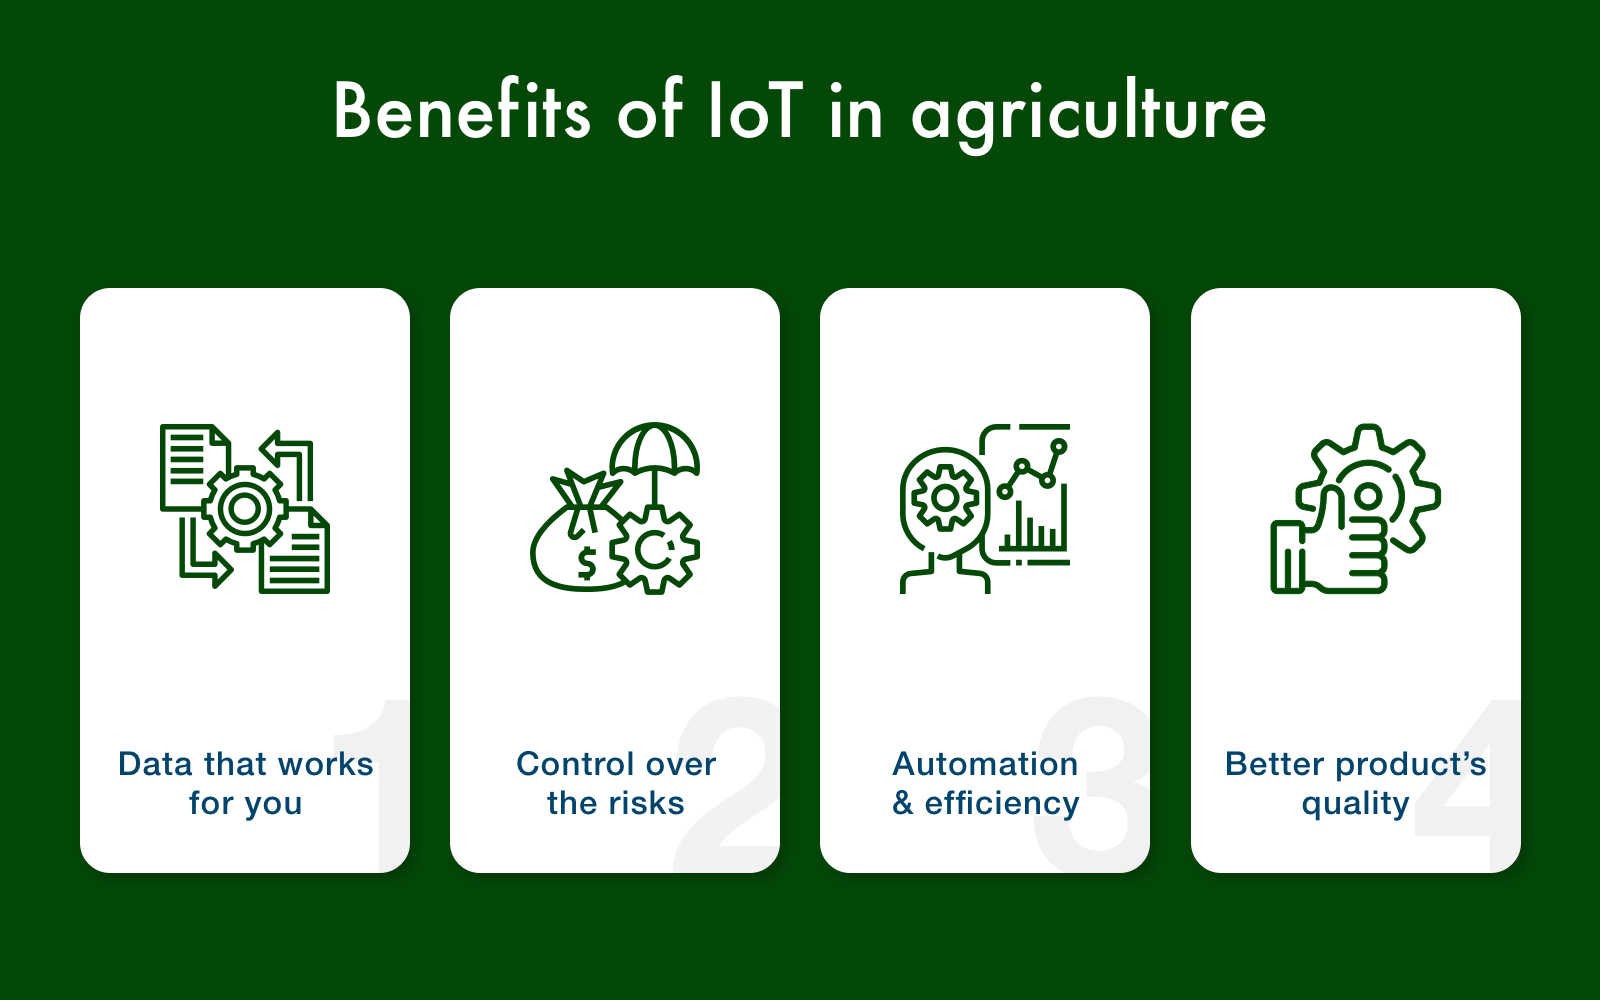 Benefits of IoT in agriculture
1
Data that works
for you
2
Control over
the risks
$
3
Automation
& efficiency
4
Better product’s
quality